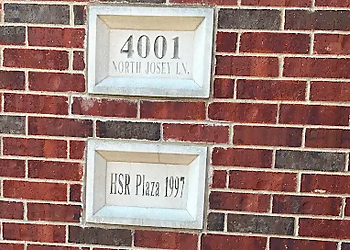 4001
NORTH JOSEY LN.
HSR Plaza 1997